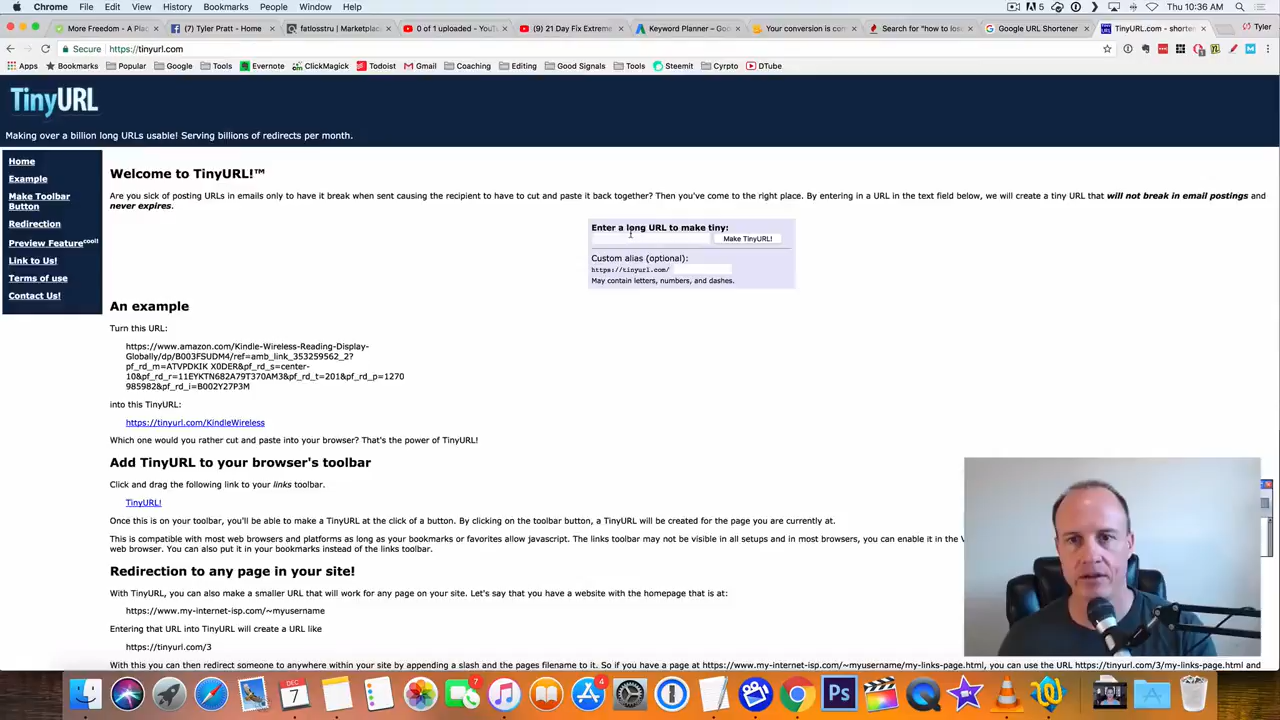 Chrome File Edit View History Bookmarks People Window Help
5 Thu 10:36 AM
More Freedom - A Pla
(7) Tyler Pratt - Home
fatlosstru | Marketplac
0 of 1 uploaded - YouT
(9) 21 Day Fix Extreme
Keyword Planner – Go
Your conversion is com
Search for "how to los
Google URL Shortener
TinyURL.com - shorte
Tyler
Secure https://tinyurl.com
Apps Bookmarks Popular Google Tools Evernote ClickMagick Todoist Gmail Coaching Editing Good Signals Tools Steemit Cyrpto DTube
TinyURL
Making over a billion long URLs usable! Serving billions of redirects per month.
Home
Example
Make Toolbar
Button
Redirection
Preview Feature cool!
Link to Us!
Terms of use
Contact Us!
Welcome to TinyURL!™
Are you sick of posting URLs in emails only to have it break when sent causing the recipient to have to cut and paste it back together? Then you've come to the right place. By entering in a URL in the text field below, we will create a tiny URL that will not break in email postings and
never expires.
Enter a long URL to make tiny:
Make TinyURL!
Custom alias (optional):
https://tinyurl.com/
May contain letters, numbers, and dashes.
An example
Turn this URL:
https://www.amazon.com/Kindle-Wireless-Reading-Display-
Globally/dp/B003FSUDM4/ref=amb_link_353259562_2?
pf_rd_m=ATVPDKIK X0DER&pf_rd_s=center-
10&pf_rd_r=11EYKTN682A79T370AM3&pf_rd_t=201&pf_rd_p=1270
985982&pf_rd_i=B002Y27P3M
into this TinyURL:
https://tinyurl.com/KindleWireless
Which one would you rather cut and paste into your browser? That's the power of TinyURL!
Add TinyURL to your browser's toolbar
Click and drag the following link to your links toolbar.
TinyURL!
Once this is on your toolbar, you'll be able to make a TinyURL at the click of a button. By clicking on the toolbar button, a TinyURL will be created for the page you are currently at.
This is compatible with most web browsers and platforms as long as your bookmarks or favorites allow javascript. The links toolbar may not be visible in all setups and in most browsers, you can enable it in the V
web browser. You can also put it in your bookmarks instead of the links toolbar.
Redirection to any page in your site!
With TinyURL, you can also make a smaller URL that will work for any page on your site. Let's say that you have a website with the homepage that is at:
https://www.my-internet-isp.com/~myusername
Entering that URL into TinyURL will create a URL like
https://tinyurl.com/3
With this you can then redirect someone to anywhere within your site by appending a slash and the pages filename to it. So if you have a page at https://www.my-internet-isp.com/~myusername/my-links-page.html, you can use the URL https://tinyurl.com/3/my-links-page.html and
DEC
7
7
4
Ps